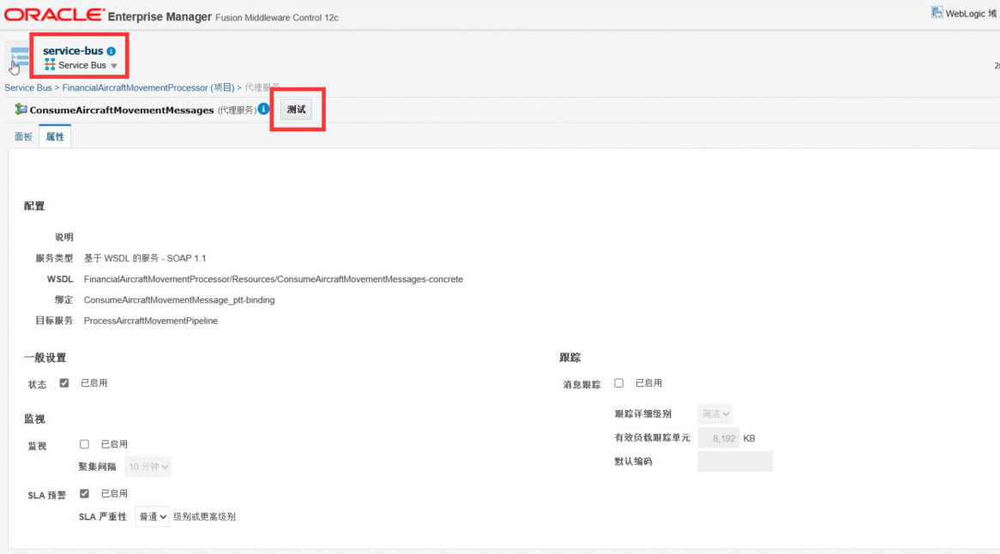 ORACLE Enterprise Manager Fusion Middleware Control 12c
WebLogic 域
service-bus
Service Bus
Service Bus > FinancialAircraftMovementProcessor (项目) > 代理服务
ConsumeAircraftMovementMessages (代理服务) 测试
面板 属性
配置
说明
服务类型 基于 WSDL 的服务 - SOAP 1.1
WSDL FinancialAircraftMovementProcessor/Resources/ConsumeAircraftMovementMessages-concrete
绑定 ConsumeAircraftMovementMessage_ptt-binding
目标服务 ProcessAircraftMovementPipeline
一般设置 跟踪
状态 已启用 消息跟踪 已启用
跟踪详细级别 简洁
监视
有效负载跟踪单元 8,192 KB
监视 已启用
默认编码
聚集间隔 10 分钟
SLA 预警 已启用
SLA 严重性 普通 级别或更高级别